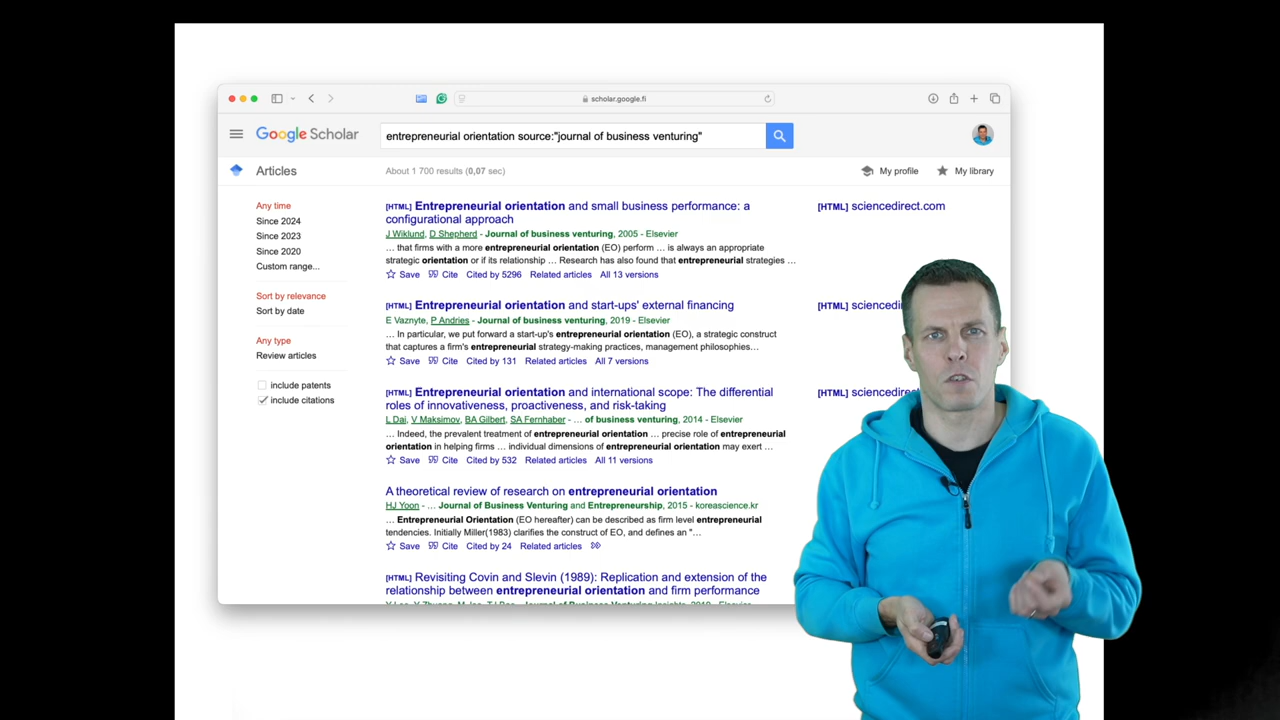 scholar.google.fi
Google Scholar
entrepreneurial orientation source:"journal of business venturing"
Articles
About 1 700 results (0,07 sec)
My profile
My library
Any time
Since 2024
Since 2023
Since 2020
Custom range...
Sort by relevance
Sort by date
Any type
Review articles
include patents
include citations
[HTML] Entrepreneurial orientation and small business performance: a
configurational approach
J Wiklund, D Shepherd - Journal of business venturing, 2005 - Elsevier
… that firms with a more entrepreneurial orientation (EO) perform … is always an appropriate
strategic orientation or if its relationship … Research has also found that entrepreneurial strategies …
Save Cite Cited by 5296 Related articles All 13 versions
[HTML] sciencedirect.com
[HTML] Entrepreneurial orientation and start-ups' external financing
E Vaznyte, P Andries - Journal of business venturing, 2019 - Elsevier
… In particular, we put forward a start-up's entrepreneurial orientation (EO), a strategic construct
that captures a firm's entrepreneurial strategy-making practices, management philosophies…
Save Cite Cited by 131 Related articles All 7 versions
[HTML] sciencedi
[HTML] Entrepreneurial orientation and international scope: The differential
roles of innovativeness, proactiveness, and risk-taking
L Dai, V Maksimov, BA Gilbert, SA Fernhaber - … of business venturing, 2014 - Elsevier
… Indeed, the prevalent treatment of entrepreneurial orientation … precise role of entrepreneurial
orientation in helping firms … individual dimensions of entrepreneurial orientation may exert …
Save Cite Cited by 532 Related articles All 11 versions
[HTML] sciencedirect
A theoretical review of research on entrepreneurial orientation
HJ Yoon - … Journal of Business Venturing and Entrepreneurship, 2015 - koreascience.kr
… Entrepreneurial Orientation (EO hereafter) can be described as firm level entrepreneurial
tendencies. Initially Miller(1983) clarifies the construct of EO, and defines an "…
Save Cite Cited by 24 Related articles
[HTML] Revisiting Covin and Slevin (1989): Replication and extension of the
relationship between entrepreneurial orientation and firm performance